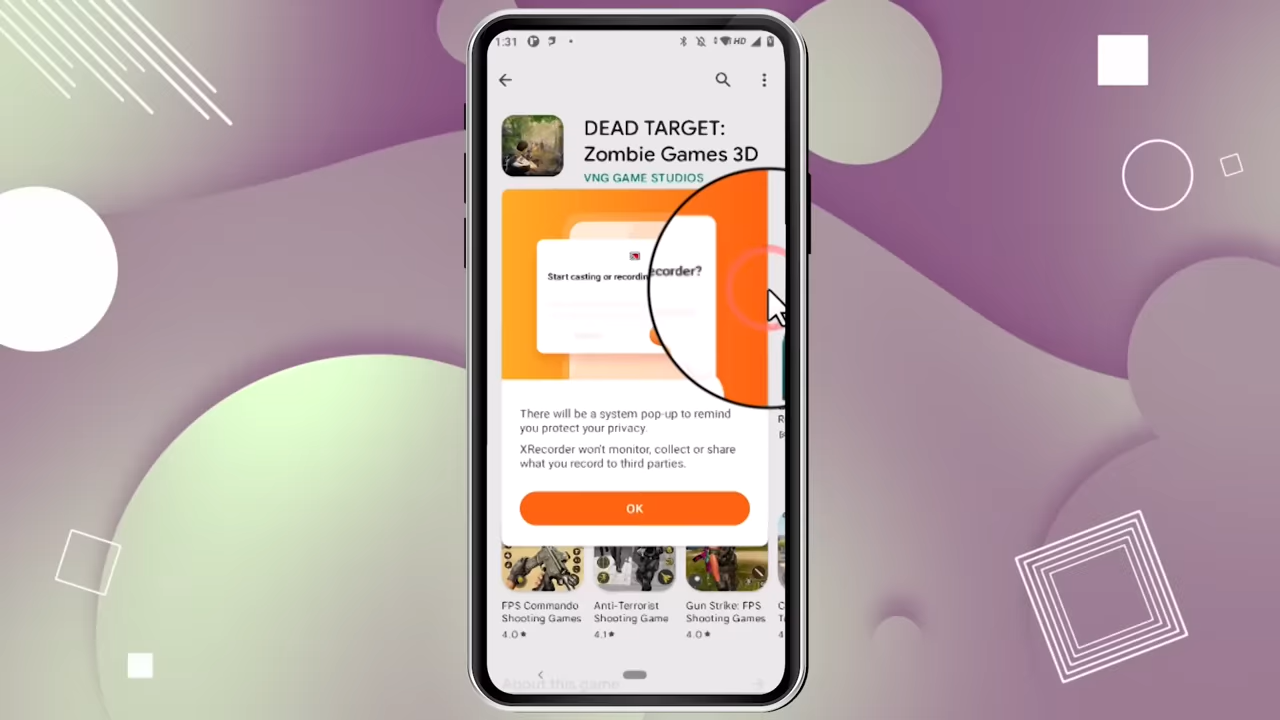 1:31
HD
DEAD TARGET:
Zombie Games 3D
VNG GAME STUDIOS
Start casting or recordin
ecorder?
There will be a system pop-up to remind
you protect your privacy.
XRecorder won't monitor, collect or share
what you record to third parties.
OK
FPS Commando
Shooting Games
4.0★
Anti-Terrorist
Shooting Game
4.1★
Gun Strike: FPS
Shooting Games
4.0★
About this game